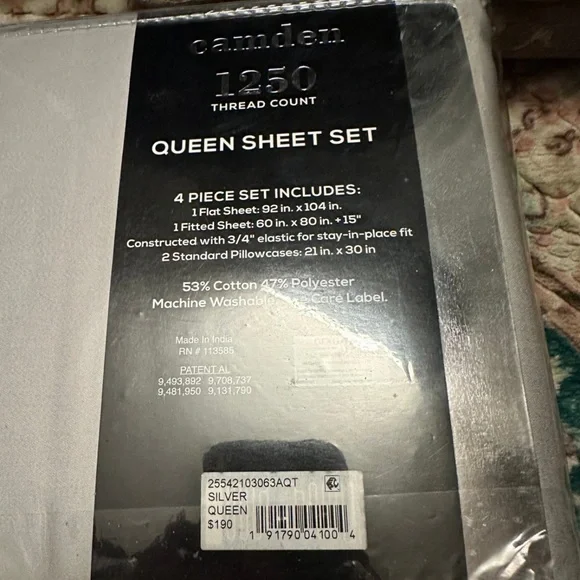 camden
1250
THREAD COUNT
QUEEN SHEET SET
4 PIECE SET INCLUDES:
1 Flat Sheet: 92 in. x 104 in.
1 Fitted Sheet: 60 in. x 80 in. + 15"
Constructed with 3/4" elastic for stay-in-place fit
2 Standard Pillowcases: 21 in. x 30 in
53% Cotton 47% Polyester
Machine Washable. Care Label.
Made In India
RN # 113585
PATENT AL
9,493,892 9,708,737
9,481,950 9,131,790
25542103063AQT
SILVER
QUEEN
$190
1 91790 04100 4